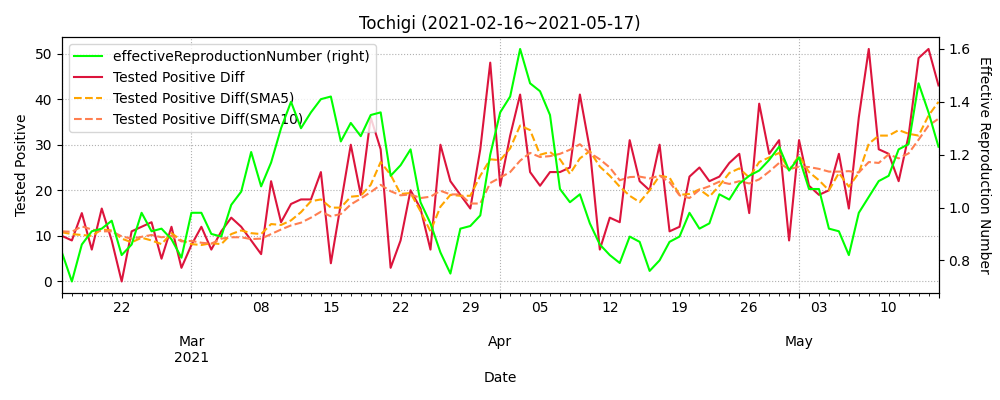 Tochigi (2021-02-16~2021-05-17)
effectiveReproductionNumber (right)
Tested Positive Diff
Tested Positive Diff(SMA5)
Tested Positive Diff(SMA10)
Tested Positive
50
40
30
20
10
0
1.6
1.4
1.2
1.0
0.8
Effective Reproduction Number
22 08 15 22 29 05 12 19 26 03 10
Mar Apr May
2021
Date